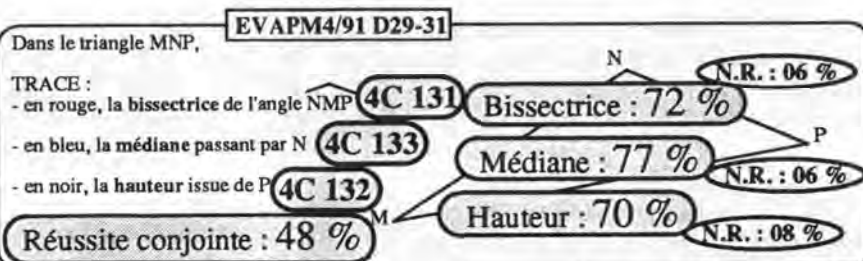 EVAPM4/91 D29-31
Dans le triangle MNP,
TRACE :
- en rouge, la bissectrice de l'angle NMP 4C 131
- en bleu, la médiane passant par N 4C 133
- en noir, la hauteur issue de P 4C 132
Réussite conjointe : 48 %
N
N.R. : 06 %
Bissectrice : 72 %
P
Médiane : 77 %
N.R. : 06 %
M
Hauteur : 70 %
N.R. : 08 %